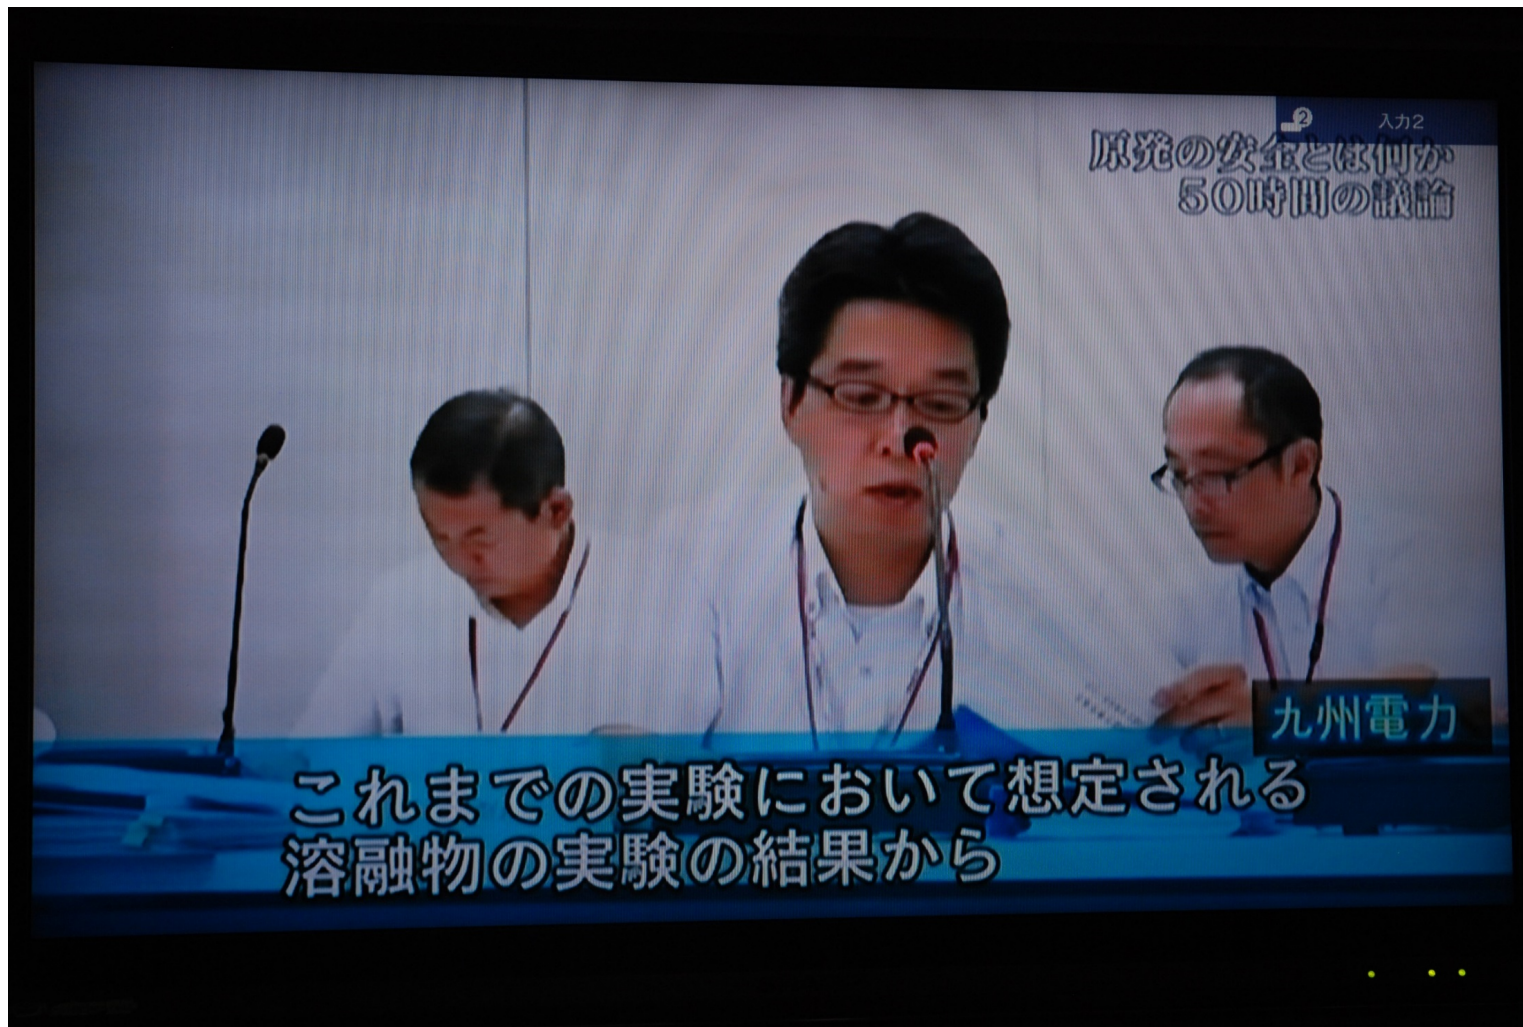 2 入力2
原発の安全とは何か
50時間の議論
九州電力
これまでの実験において想定される
溶融物の実験の結果から